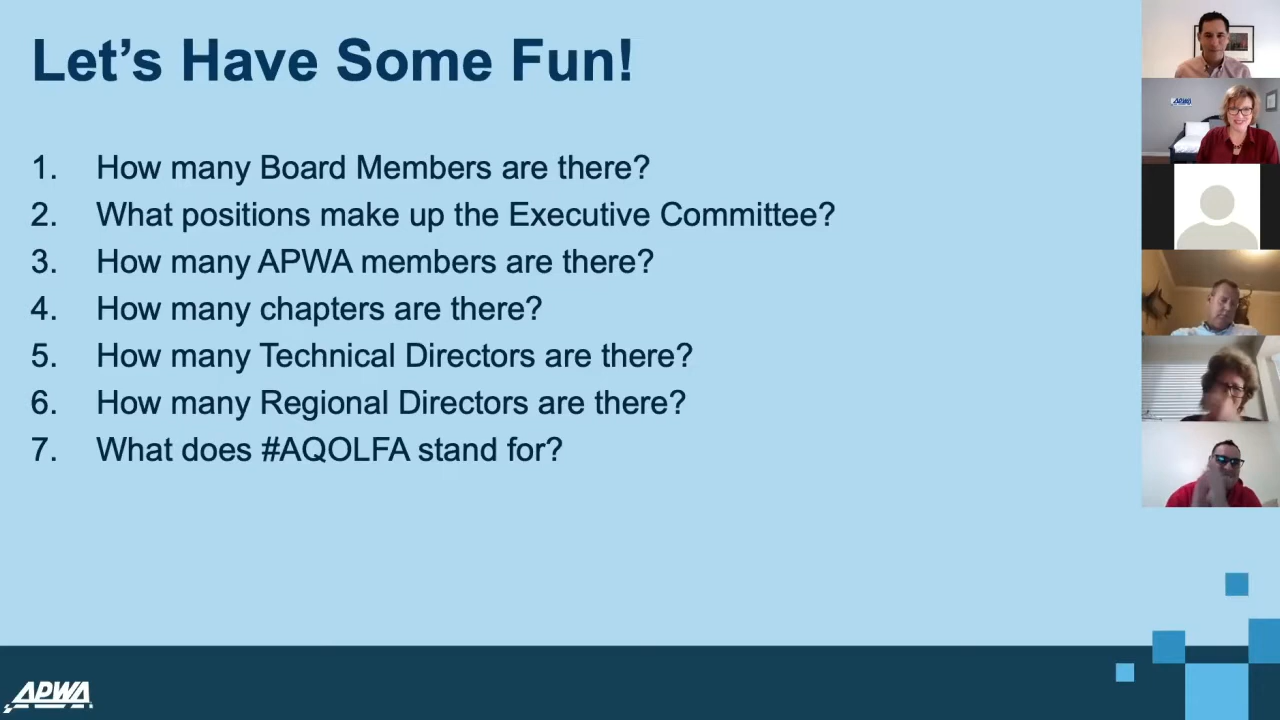 Let's Have Some Fun!
1. How many Board Members are there?
2. What positions make up the Executive Committee?
3. How many APWA members are there?
4. How many chapters are there?
5. How many Technical Directors are there?
6. How many Regional Directors are there?
7. What does #AQOLFA stand for?
APWA
APWA